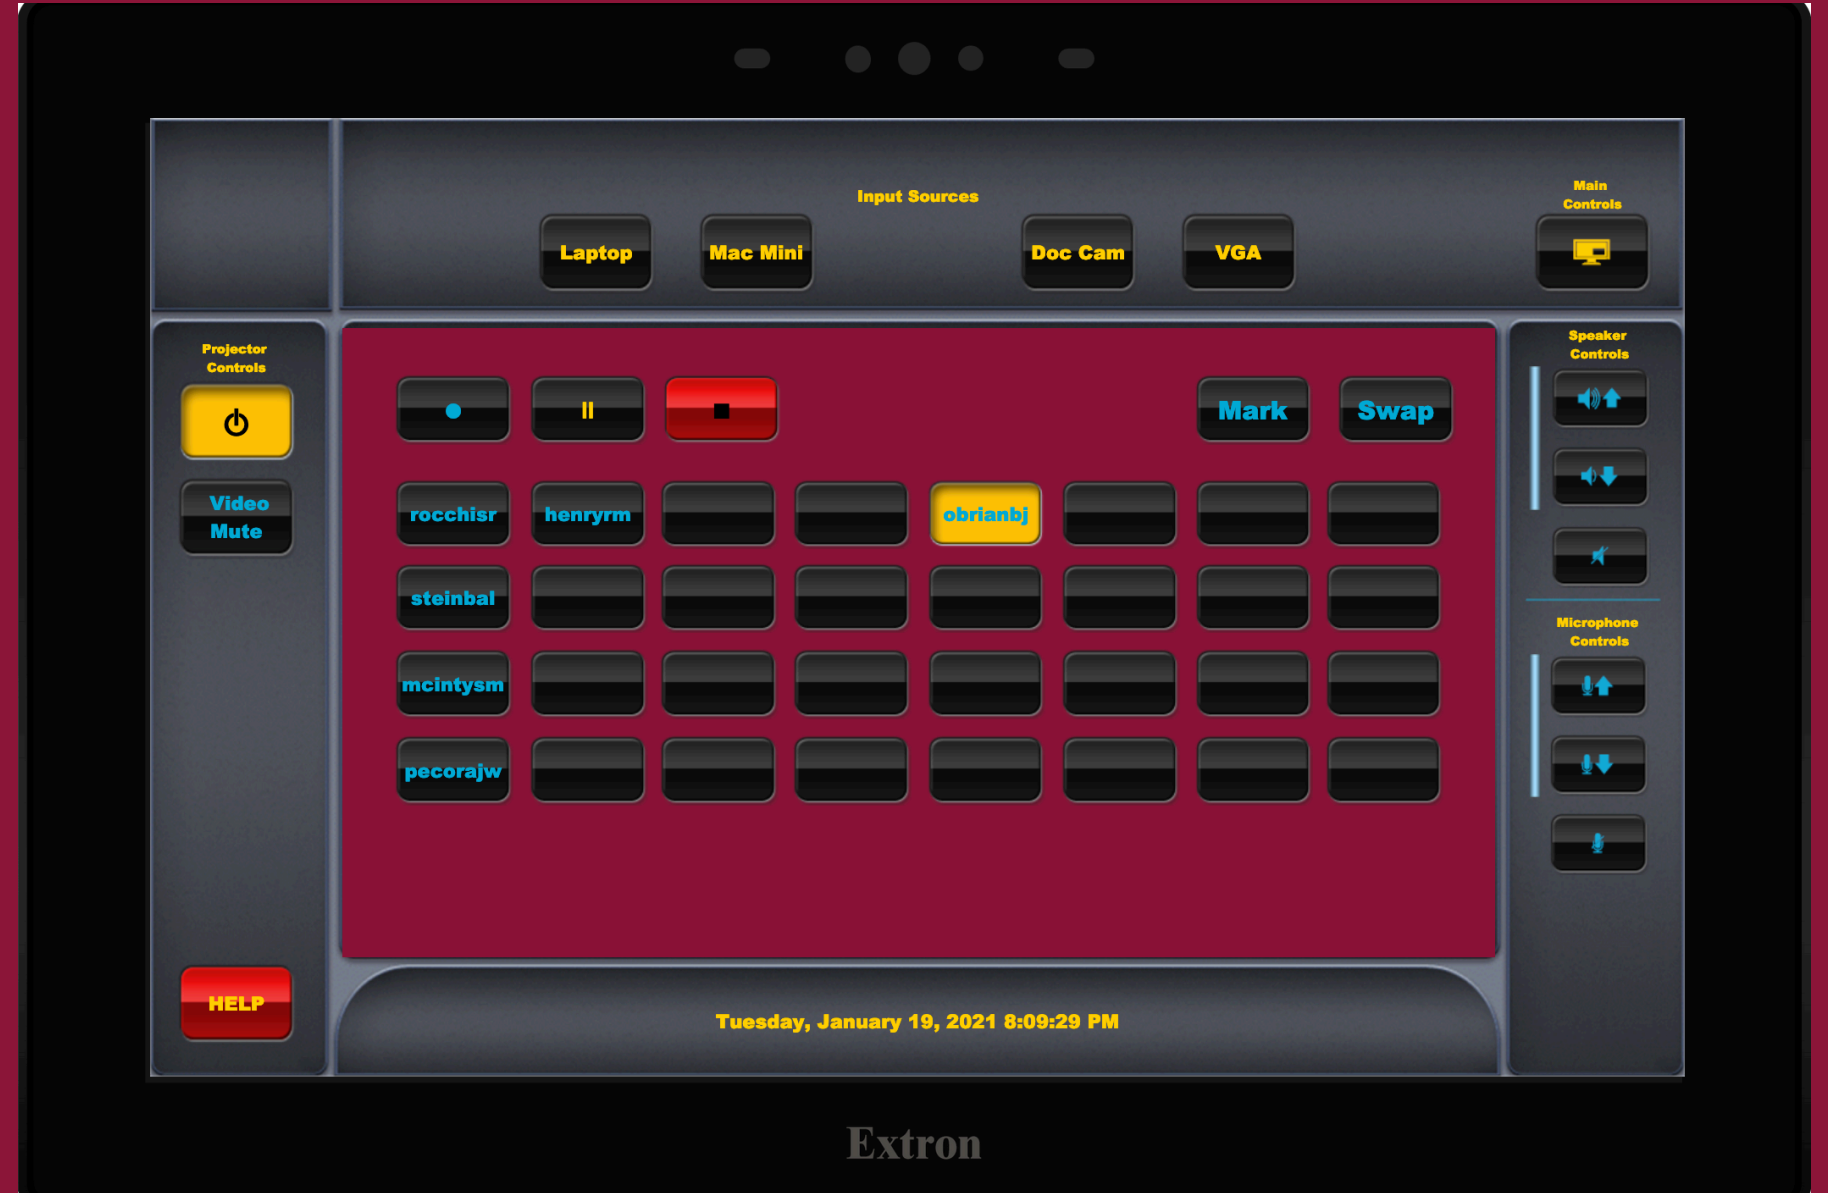 Input Sources
Main
Controls
Laptop
Mac Mini
Doc Cam
VGA
Projector
Controls
Video
Mute
HELP
Mark
Swap
rocchisr
henryrm
obrianbj
steinbal
mcintysm
pecorajw
Speaker
Controls
Microphone
Controls
Tuesday, January 19, 2021 8:09:29 PM
Extron